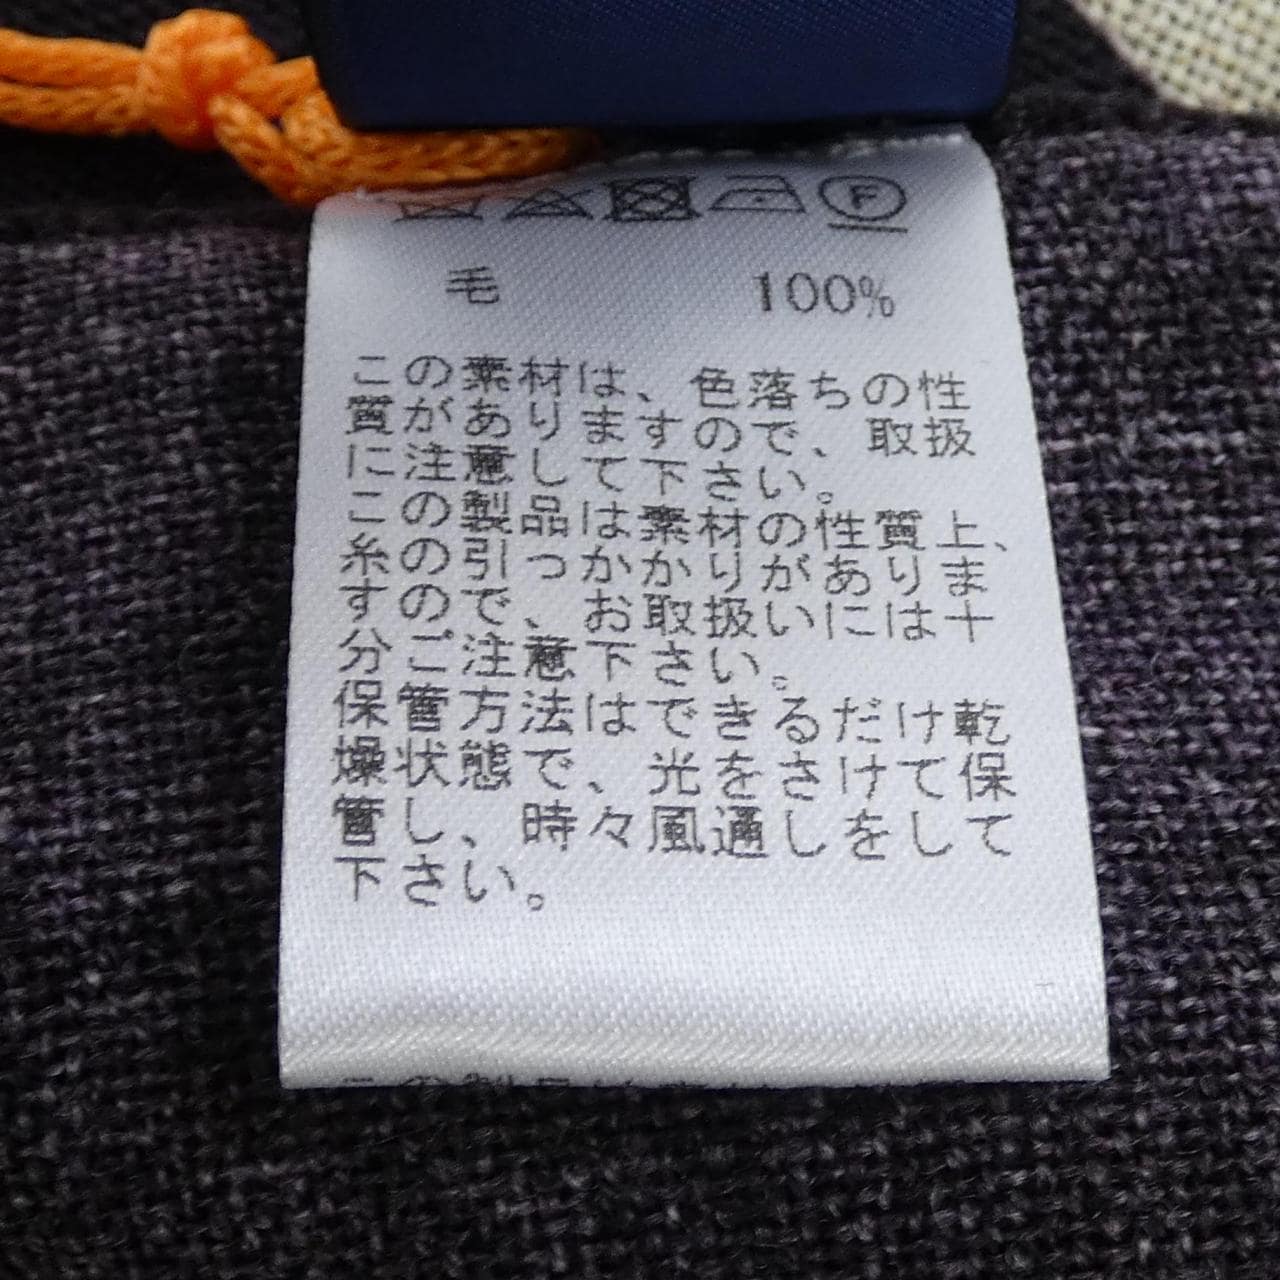 F
毛 100%
この素材は、色落ちの性
質がありますので、取扱
に注意して下さい。
この製品は素材の性質上、
糸の引っかかりがありま
すので、お取扱いには十
分ご注意下さい。
保管方法はできるだけ乾
燥状態で、光をさけて保
管し、時々風通しをして
下さい。